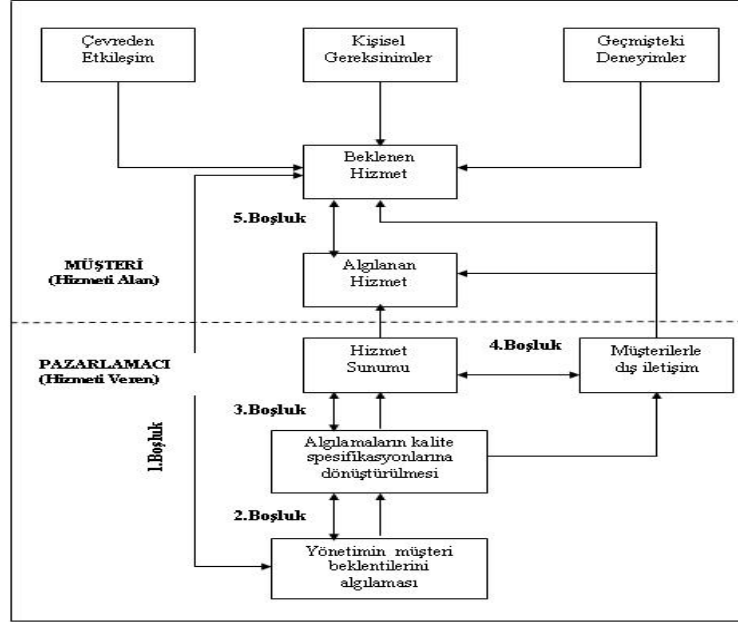 Çevreden
Etkileşim
Kişisel
Gereksinimler
Geçmişteki
Deneyimler
Beklenen
Hizmet
5.Boşluk
MÜŞTERİ
(Hizmeti Alan)
Algılanan
Hizmet
PAZARLAMACI
(Hizmeti Veren)
Hizmet
Sunumu
4.Boşluk
Müşterilerle
dış iletişim
3.Boşluk
1.Boşluk
Algılamaların kalite
spesifikasyonlarına
dönüştürülmesi
2.Boşluk
Yönetimin müşteri
beklentilerini
algılaması